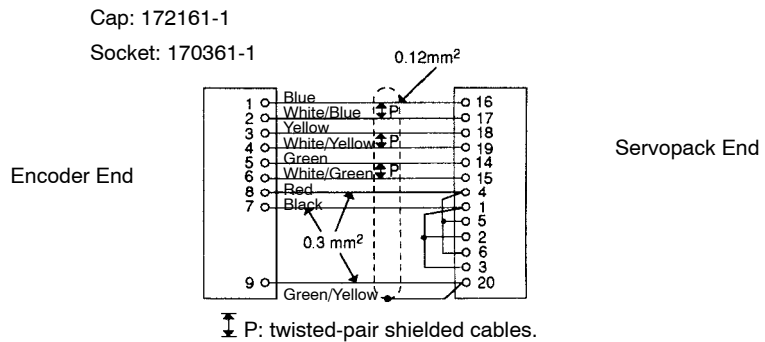 Cap: 172161-1
Socket: 170361-1
0.12mm²
1 Blue 16
2 White/Blue P 17
3 Yellow 18
4 White/Yellow P 19
5 Green 14
6 White/Green P 15
8 Red 4
7 Black 1
5
0.3 mm² 2
6
3
9 20
Green/Yellow
Encoder End
Servopack End
P: twisted-pair shielded cables.